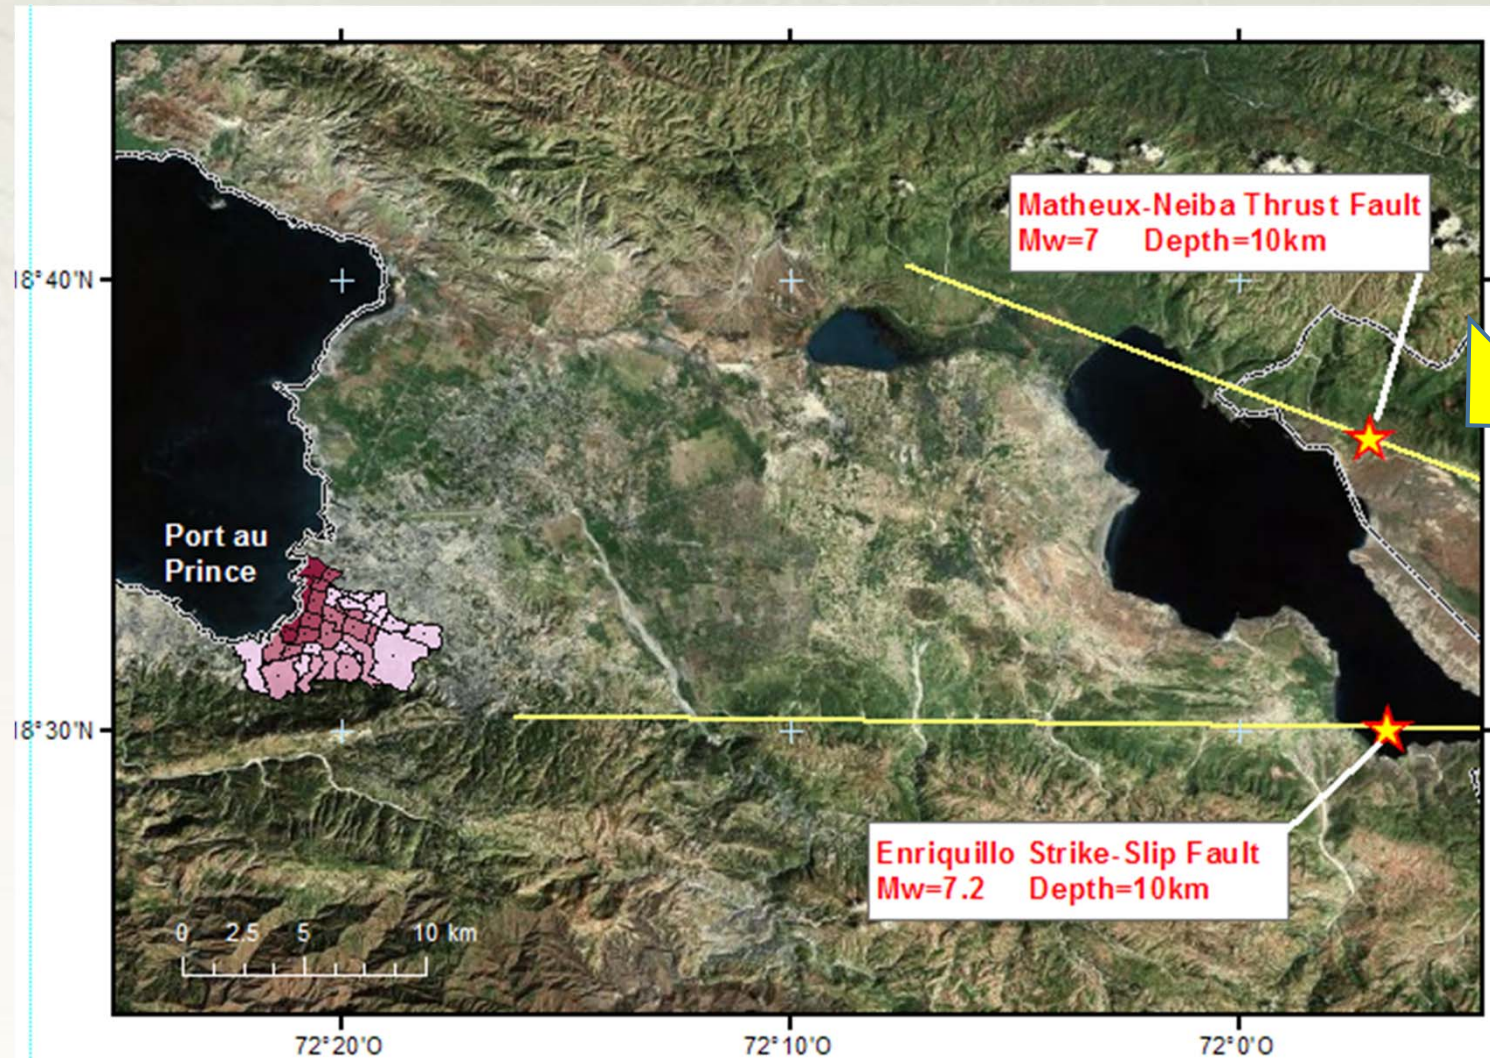 Matheux-Neiba Thrust Fault
Mw=7 Depth=10km
18°40'N
Port au
Prince
18°30'N
Enriquillo Strike-Slip Fault
Mw=7.2 Depth=10km
0 2.5 5 10 km
72°20'O 72°10'O 72°0'O